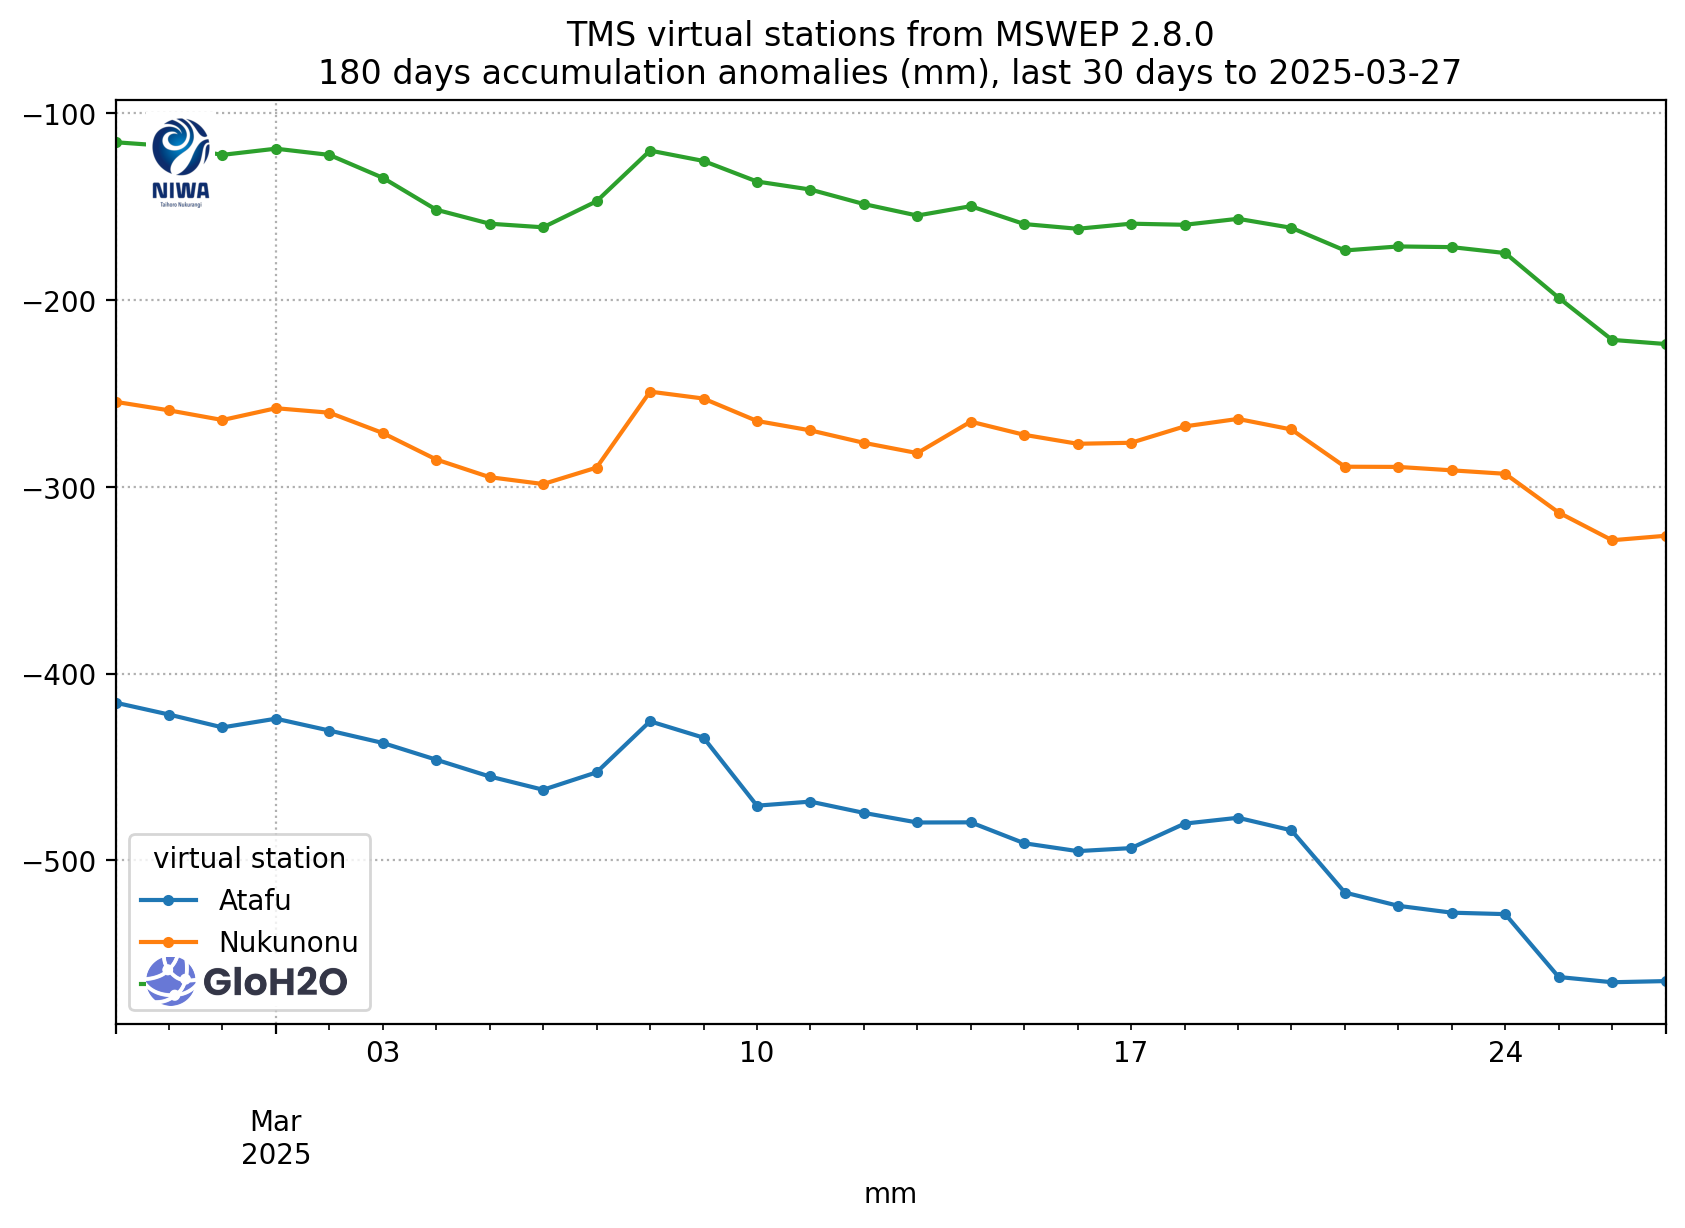 TMS virtual stations from MSWEP 2.8.0
180 days accumulation anomalies (mm), last 30 days to 2025-03-27
−100
−200
−300
−400
−500
NIWA
Taihoro Nukurangi
virtual station
Atafu
Nukunonu
GloH2O
03
10
17
24
Mar
2025
mm